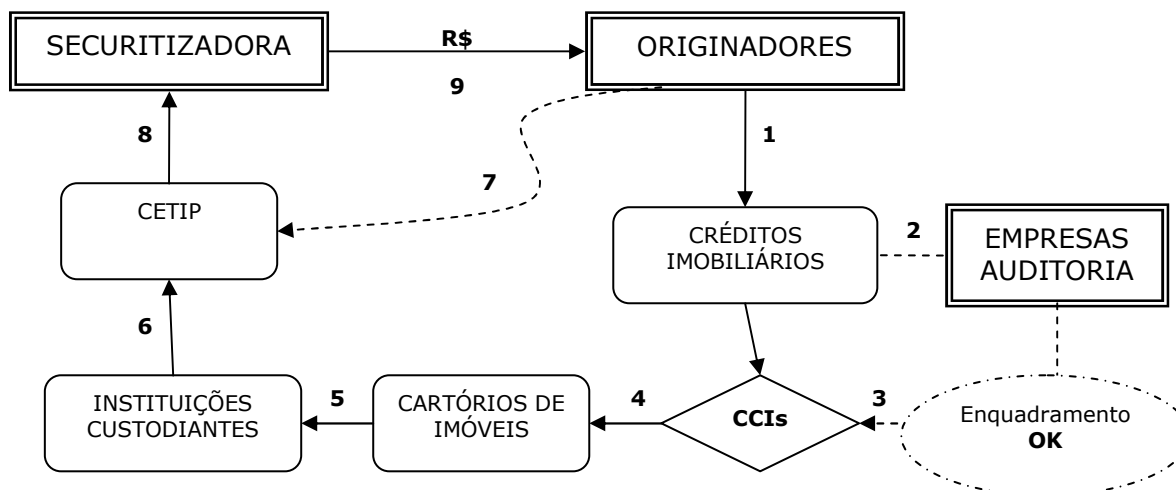 SECURITIZADORA
R$
ORIGINADORES
9
8
1
7
CETIP
CRÉDITOS
IMOBILIÁRIOS
2
EMPRESAS
AUDITORIA
6
INSTITUIÇÕES
CUSTODIANTES
5
CARTÓRIOS DE
IMÓVEIS
4
CCIs
3
Enquadramento
OK